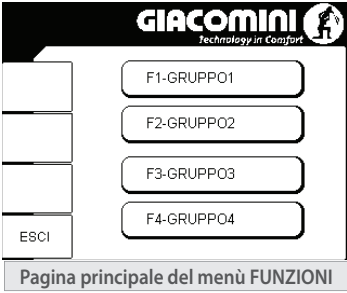 GIACOMINI
Technology in Comfort
F1-GRUPPO1
F2-GRUPPO2
F3-GRUPPO3
F4-GRUPPO4
ESCI
Pagina principale del menù FUNZIONI